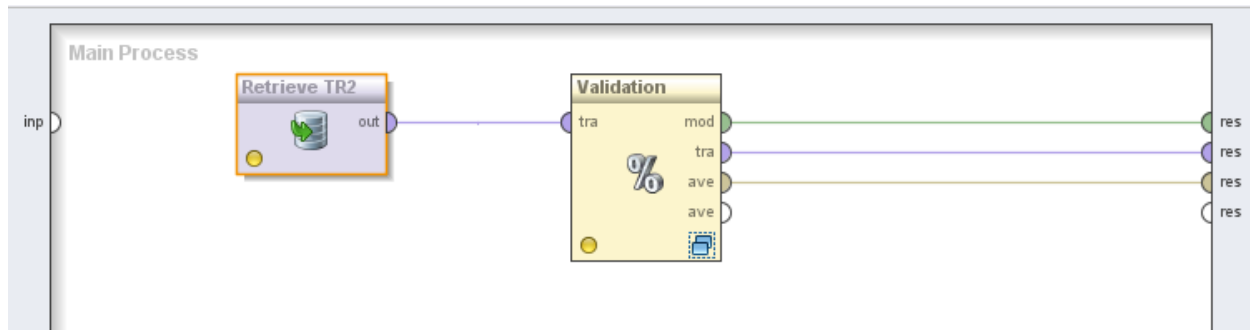 Main Process
Retrieve TR2
Validation
inp
out
tra
mod
res
tra
res
%
ave
res
ave
res